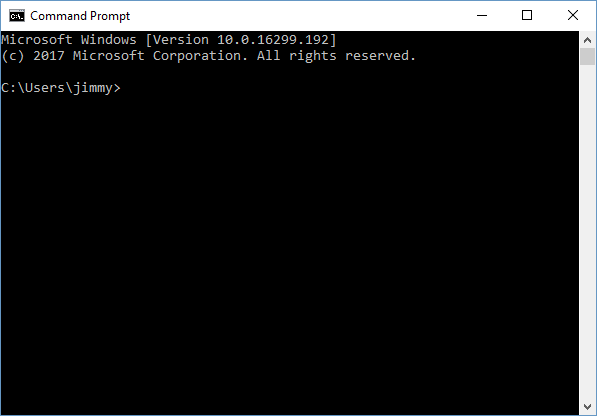 Command Prompt
Microsoft Windows [Version 10.0.16299.192]
(c) 2017 Microsoft Corporation. All rights reserved.
C:\Users\jimmy>